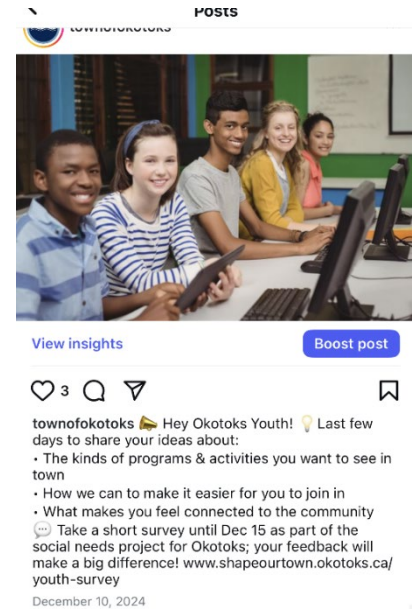 Posts
townofokotoks
View insights
Boost post
3
townofokotoks 📣 Hey Okotoks Youth! 💡 Last few
days to share your ideas about:
• The kinds of programs & activities you want to see in
town
• How we can to make it easier for you to join in
• What makes you feel connected to the community
💬 Take a short survey until Dec 15 as part of the
social needs project for Okotoks; your feedback will
make a big difference! www.shapeourtown.okotoks.ca/
youth-survey
December 10, 2024